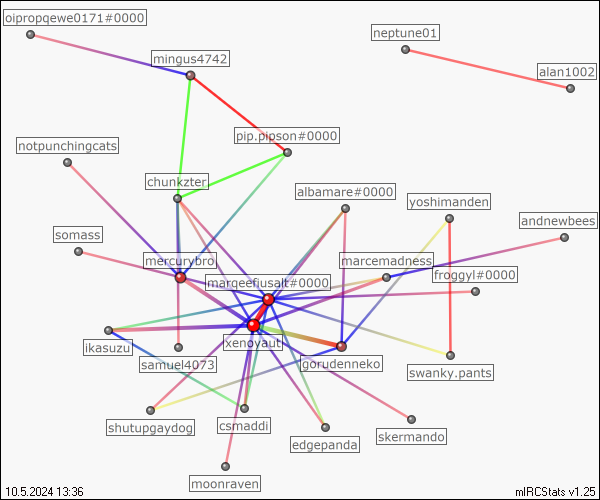 oipropqewe0171#0000
neptune01
mingus4742
alan1002
pip.pipson#0000
notpunchingcats
chunkzter
albamare#0000
yoshimanden
andnewbees
somass
mercurybro
marcemadness
froggyl#0000
marqeefiusalt#0000
xenoyaut
ikasuzu
samuel4073
gorudenneko
swanky.pants
shutupgaydog
csmaddi
edgepanda
skermando
moonraven
10.5.2024 13:36
mIRCStats v1.25